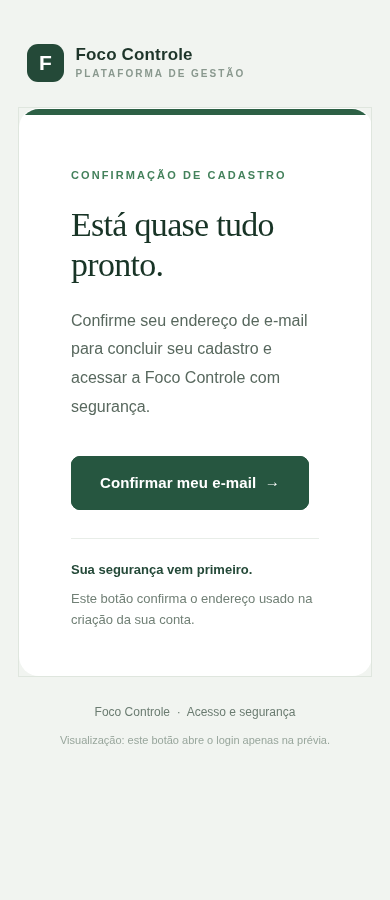 F
Foco Controle
PLATAFORMA DE GESTÃO
CONFIRMAÇÃO DE CADASTRO
Está quase tudo
pronto.
Confirme seu endereço de e-mail
para concluir seu cadastro e
acessar a Foco Controle com
segurança.
Confirmar meu e-mail →
Sua segurança vem primeiro.
Este botão confirma o endereço usado na
criação da sua conta.
Foco Controle · Acesso e segurança
Visualização: este botão abre o login apenas na prévia.